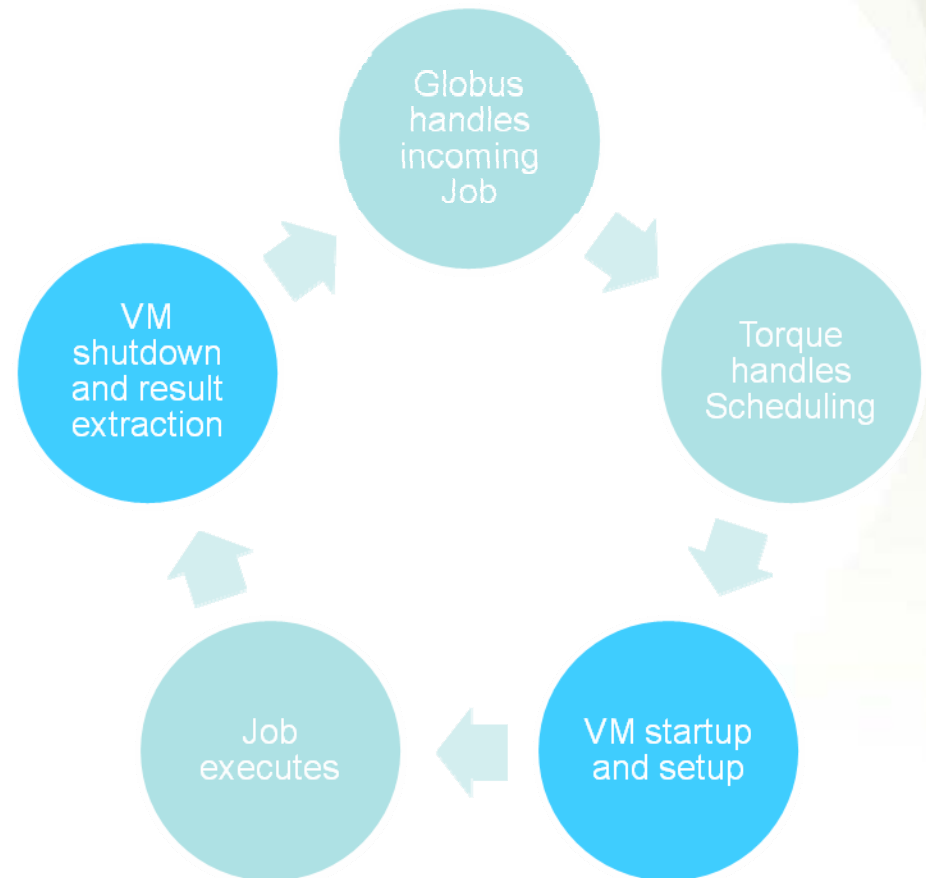 Globus
handles
incoming
Job
Torque
handles
Scheduling
VM startup
and setup
Job
executes
VM
shutdown
and result
extraction